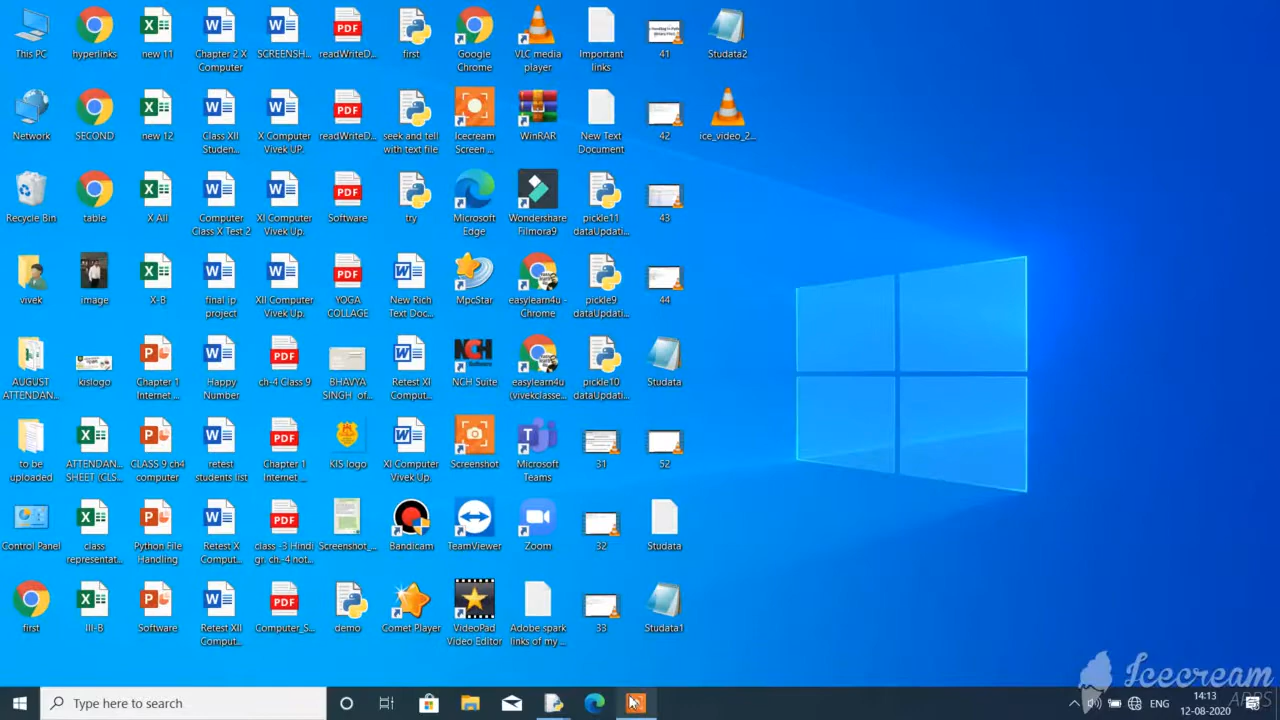 This PC
hyperlinks
new 11
Chapter 2 X
Computer
SCREENSH...
readWriteD...
first
Google
Chrome
VLC media
player
Important
links
41
Studata2
Network
SECOND
new 12
Class XII
Studen...
X Computer
Vivek UP.
readWriteD...
seek and tell
with text file
Icecream
Screen ...
WinRAR
New Text
Document
42
ice_video_2...
Recycle Bin
table
X All
Computer
Class X Test 2
XI Computer
Vivek Up.
Software
try
Microsoft
Edge
Wondershare
Filmora9
pickle11
dataUpdati...
43
vivek
image
X-B
final ip
project
XII Computer
Vivek Up.
YOGA
COLLAGE
New Rich
Text Doc...
MpcStar
easylearn4u -
Chrome
pickle9
dataUpdati...
44
AUGUST
ATTENDAN...
kislogo
Chapter 1
Internet ...
Happy
Number
ch-4 Class 9
BHAVYA
SINGH of...
Retest XI
Comput...
NCH Suite
easylearn4u
(vivekclasse...
pickle10
dataUpdati...
Studata
to be
uploaded
ATTENDAN...
SHEET (CLS...
CLASS 9 ch4
computer
retest
students list
Chapter 1
Internet ...
KIS logo
XI Computer
Vivek Up.
Screenshot
Microsoft
Teams
31
52
Control Panel
class
representat...
Python File
Handling
Retest X
Comput...
class -3 Hindi
gr. ch.-4 not...
Screenshot_...
Bandicam
TeamViewer
Zoom
32
Studata
first
III-B
Software
Retest XII
Comput...
Computer_S...
demo
Comet Player
VideoPad
Video Editor
Adobe spark
links of my ...
33
Studata1
Icecream
APPS
Type here to search
ENG
14:13
12-08-2020